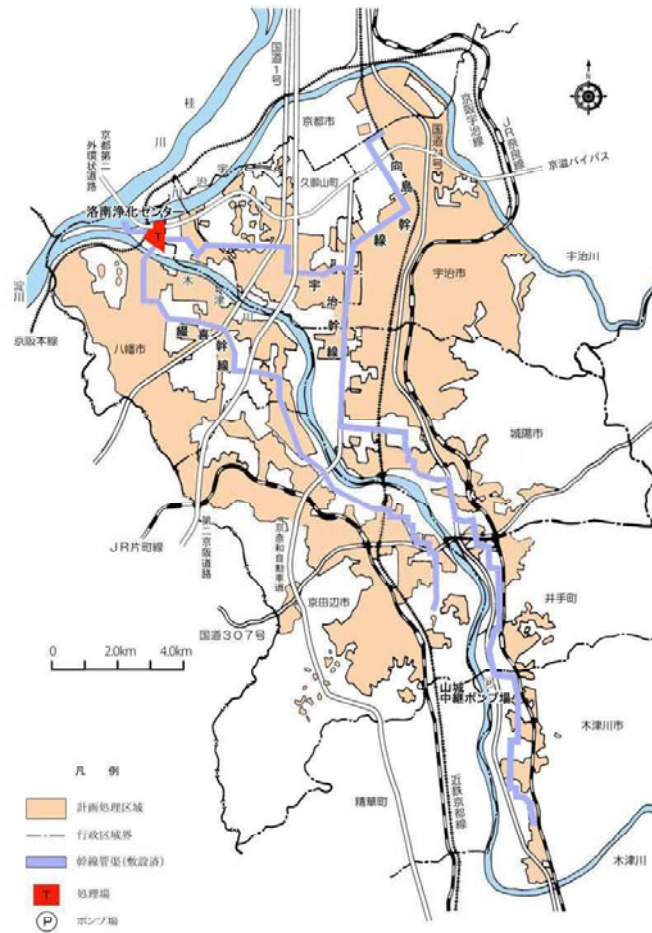 国道1号
桂川
京都市
京都第二外環状道路
宇治川
久御山町
向島幹線
国道24号
京阪宇治線
JR奈良線
京滋バイパス
N
洛南浄化センター
T
宇治市
宇治川
淀川
京阪本線
八幡市
木津川
宇治幹線
綴喜幹線
城陽市
JR片町線
第二京阪道路
京奈和自動車道
京田辺市
国道307号
井手町
0 2.0km 4.0km
山城
中継ポンプ場
木津川市
精華町
近鉄京都線
木津川
凡 例
計画処理区域
行政区域界
幹線管渠(敷設済)
T 処理場
P ポンプ場